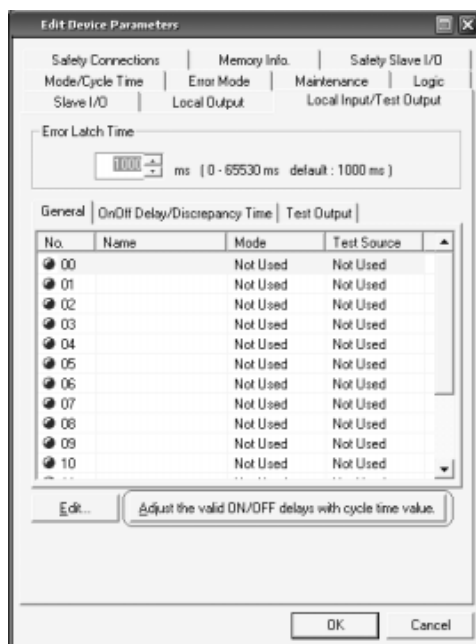 Edit Device Parameters
Safety Connections Memory Info. Safety Slave I/O
Mode/Cycle Time Error Mode Maintenance Logic
Slave I/O Local Output Local Input/Test Output
Error Latch Time
1000 ms ( 0 - 65530 ms default : 1000 ms )
General OnOff Delay/Discrepancy Time Test Output
No. Name Mode Test Source
00 Not Used Not Used
01 Not Used Not Used
02 Not Used Not Used
03 Not Used Not Used
04 Not Used Not Used
05 Not Used Not Used
06 Not Used Not Used
07 Not Used Not Used
08 Not Used Not Used
09 Not Used Not Used
10 Not Used Not Used
Edit... Adjust the valid ON/OFF delays with cycle time value.
OK Cancel